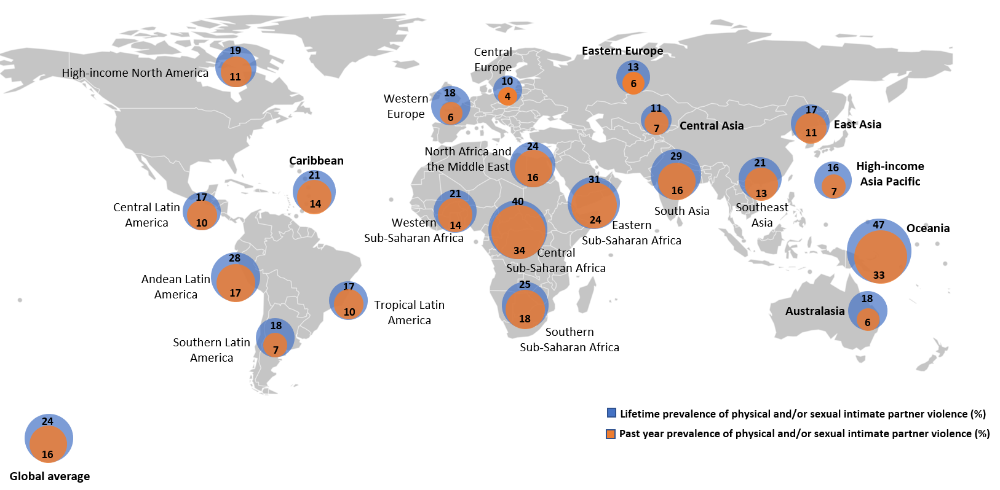 19
High-income North America
11
Central
Europe
10
4
Eastern Europe
13
6
Western
Europe
18
6
11
7
Central Asia
17
11
East Asia
North Africa and
the Middle East
24
16
Caribbean
21
14
29
16
South Asia
21
13
Southeast
Asia
16
7
High-income
Asia Pacific
17
10
Central Latin
America
21
14
Western
Sub-Saharan Africa
40
34
Central
Sub-Saharan Africa
31
24
Eastern
Sub-Saharan Africa
47
33
Oceania
28
17
Andean Latin
America
17
10
Tropical Latin
America
25
18
Southern
Sub-Saharan Africa
Australasia
18
6
18
7
Southern Latin
America
24
16
Global average
Lifetime prevalence of physical and/or sexual intimate partner violence (%)
Past year prevalence of physical and/or sexual intimate partner violence (%)